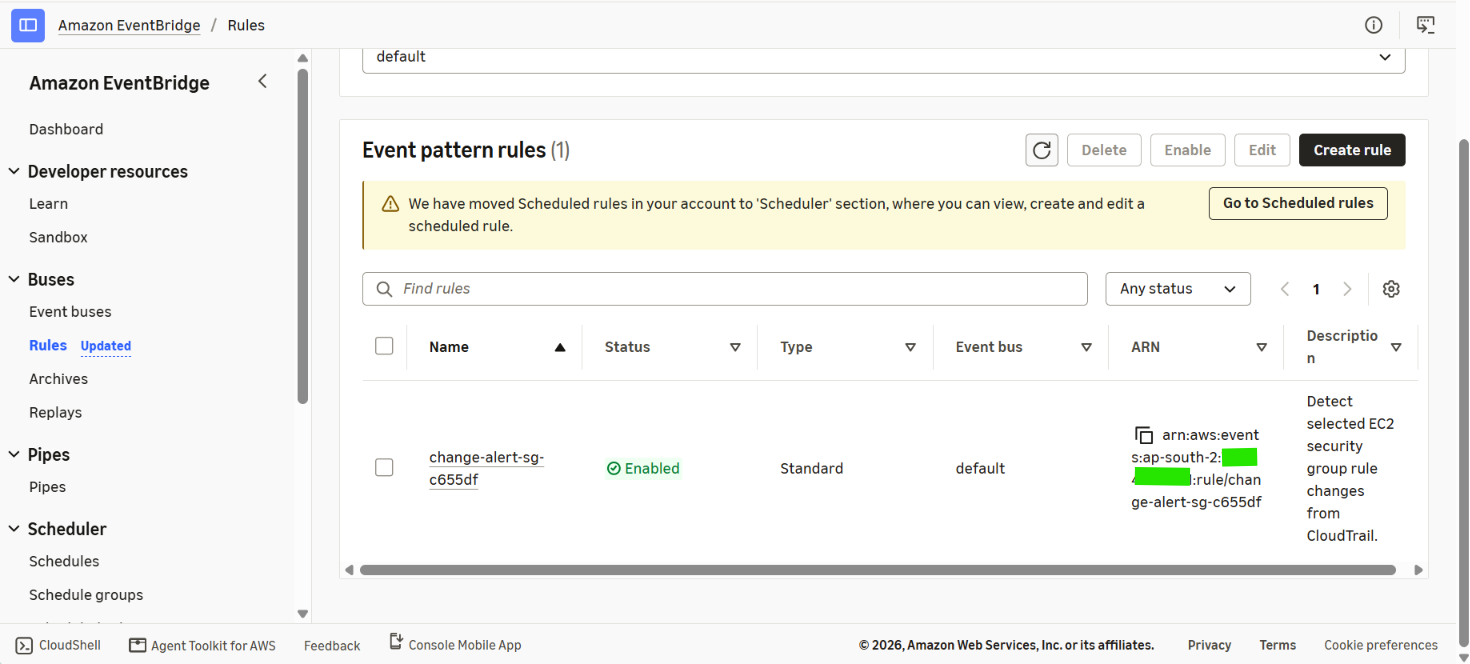 Amazon EventBridge / Rules
default
Amazon EventBridge
Dashboard
Developer resources
Learn
Sandbox
Buses
Event buses
Rules Updated
Archives
Replays
Pipes
Pipes
Scheduler
Schedules
Schedule groups
Event pattern rules (1)
Delete
Enable
Edit
Create rule
We have moved Scheduled rules in your account to 'Scheduler' section, where you can view, create and edit a
scheduled rule.
Go to Scheduled rules
Find rules
Any status
1
Name
Status
Type
Event bus
ARN
Descriptio
n
change-alert-sg-
c655df
Enabled
Standard
default
arn:aws:event
s:ap-south-2:
:rule/chan
ge-alert-sg-c655df
Detect
selected EC2
security
group rule
changes
from
CloudTrail.
CloudShell
Agent Toolkit for AWS
Feedback
Console Mobile App
© 2026, Amazon Web Services, Inc. or its affiliates.
Privacy
Terms
Cookie preferences